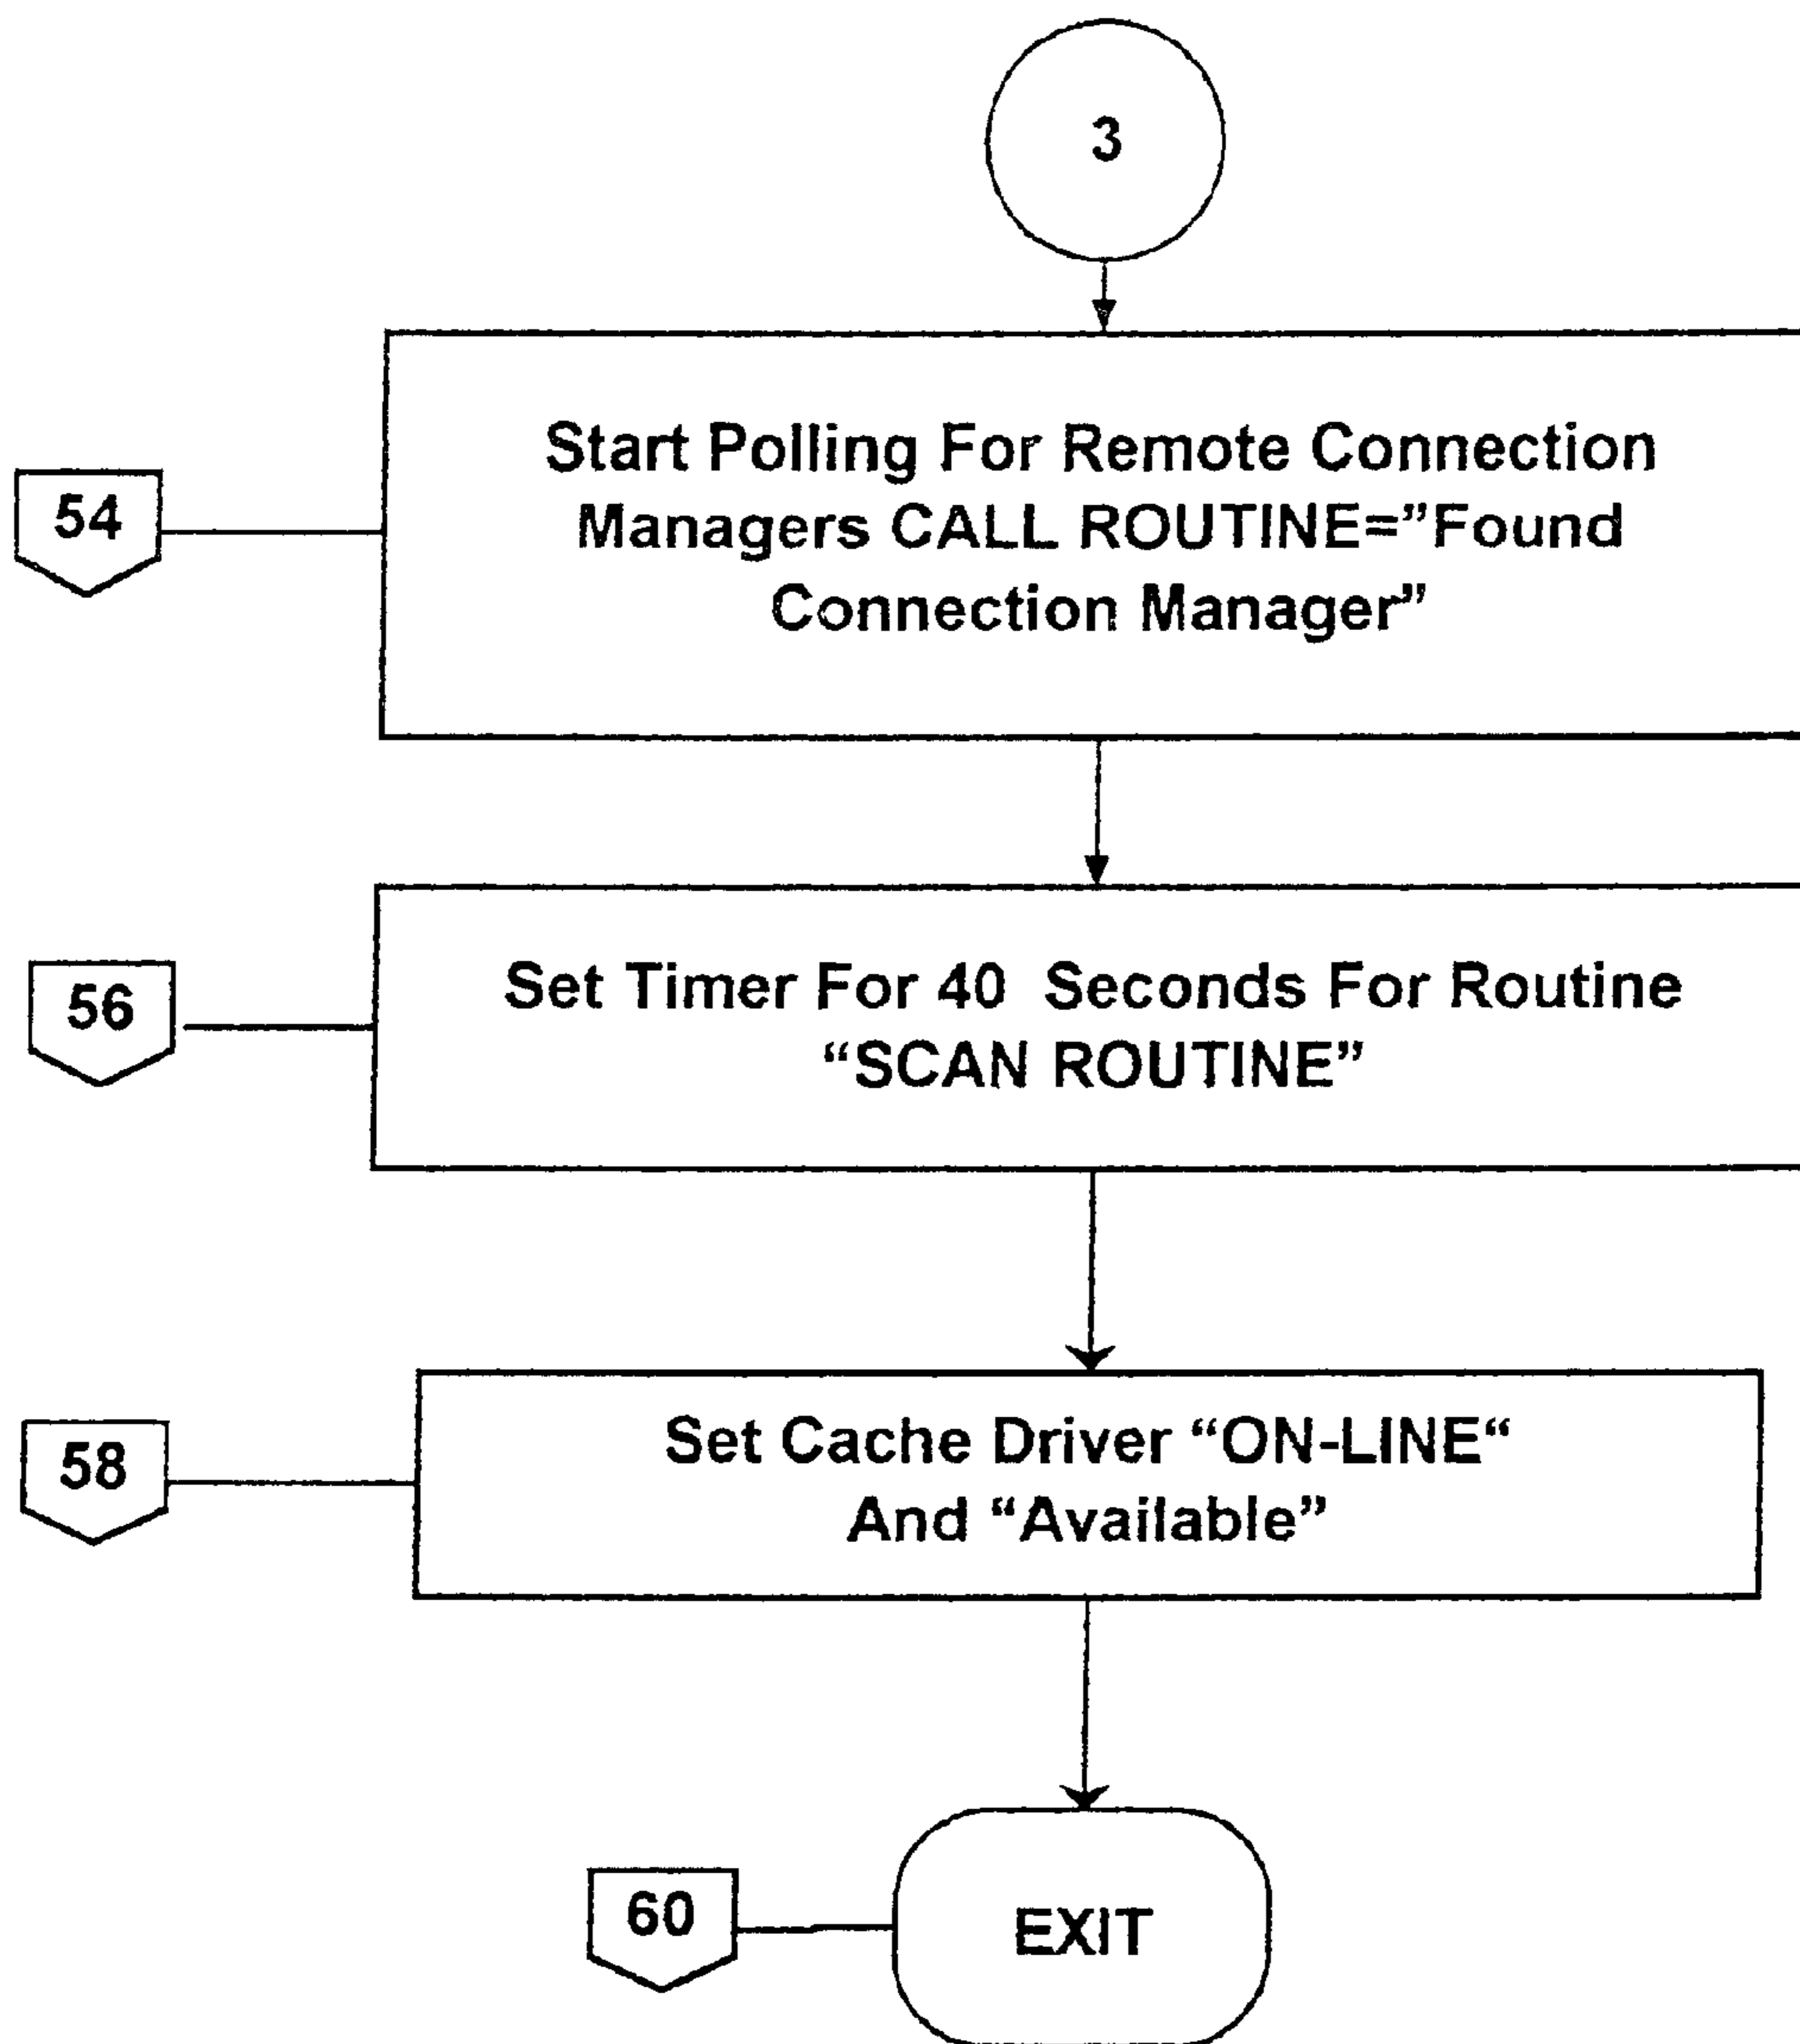 3
Start Polling For Remote Connection
54
Managers CALL ROUTINE=”Found
Connection Manager”
Set Timer For 40 Seconds For Routine
56
“SCAN ROUTINE”
Set Cache Driver “ON-LINE“
58
And “Available”
60
EXIT